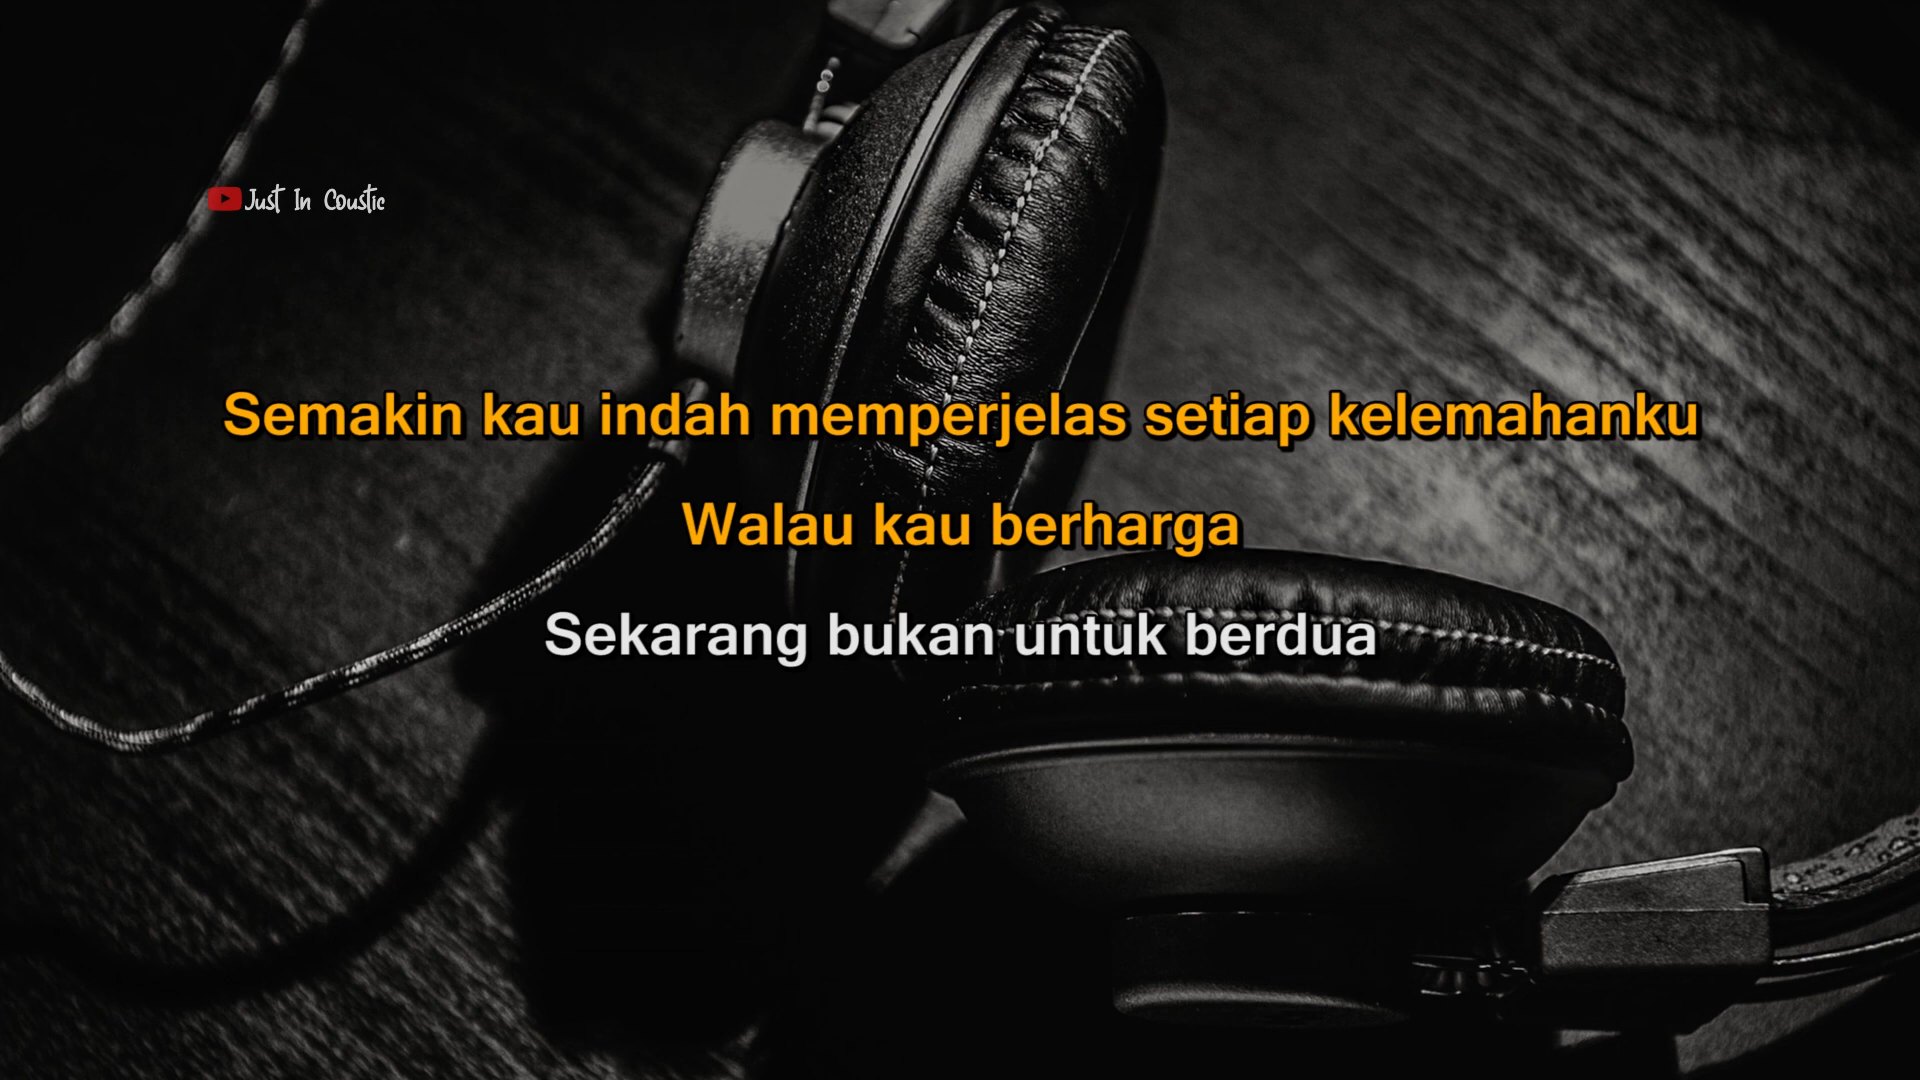 Just In Coustic
Semakin kau indah memperjelas setiap kelemahanku
Walau kau berharga
Sekarang bukan untuk berdua